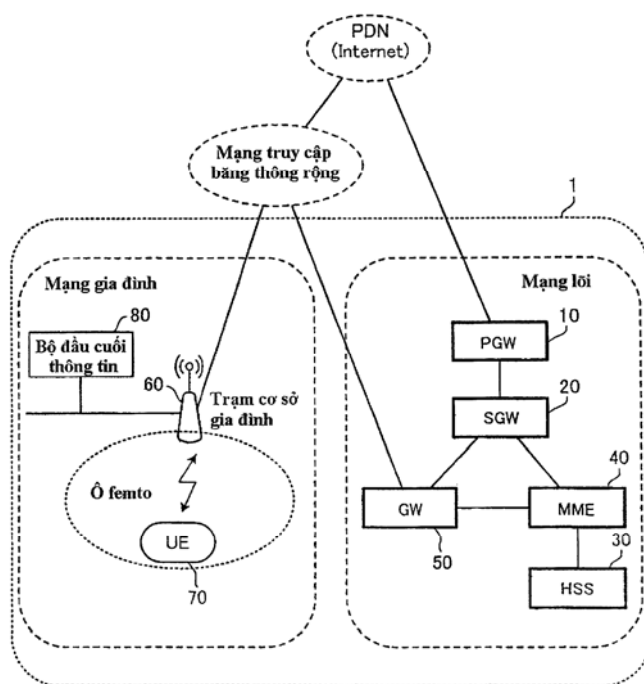 PDN
(Internet)
Mạng truy cập
băng thông rộng
1
Mạng gia đình
80
Bộ đầu cuối
thông tin
60
Trạm cơ sở
gia đình
Ô femto
UE
70
Mạng lõi
10
PGW
20
SGW
40
GW
MME
50
30
HSS